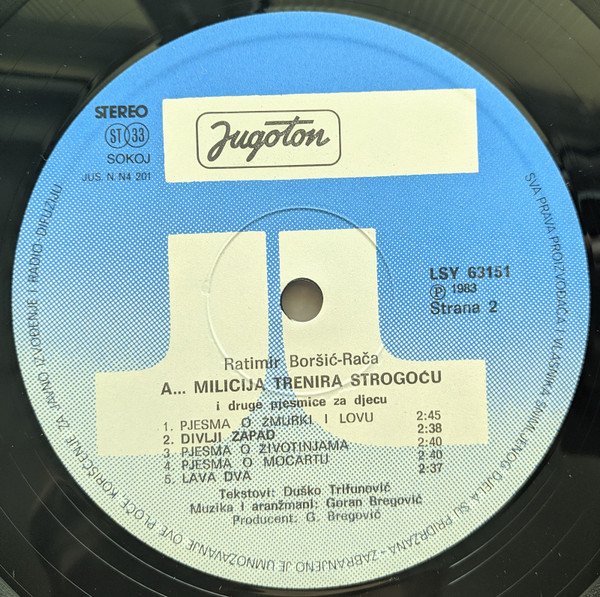 STEREO
ST 33
SOKOJ
JUS. N. N4 201
Jugoton
LSY 63151
Ⓟ 1983
Strana 2
Ratimir Boršić-Rača
A... MILICIJA TRENIRA STROGOĆU
i druge pjesmice za djecu
1. PJESMA O ŽMURKI I LOVU 2:45
2. DIVLJI ZAPAD 2:38
3. PJESMA O ŽIVOTINJAMA 2:40
4. PJESMA O MOCARTU 2:40
5. LAVA DVA 2:37
Tekstovi: Duško Trifunović
Muzika i aranžmani: Goran Bregović
Producent: G. Bregović
SVA PRAVA PROIZVOĐAČA I VLASNIKA SNIMLJENOG DJELA SU PRIDRŽANA - ZABRANJENO JE UMNOŽAVANJE OVE PLOČE, KORIŠĆENJE ZA JAVNO IZVOĐENJE I RADIO DIFUZIJU